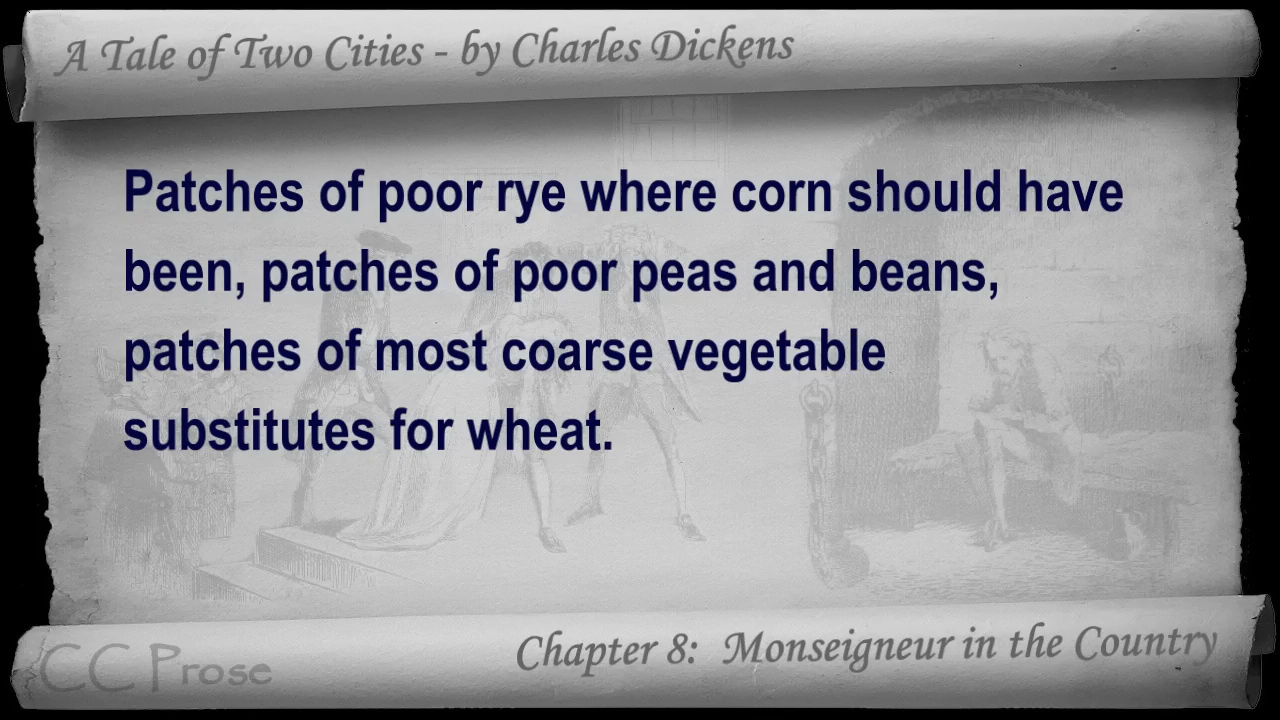 A Tale of Two Cities - by Charles Dickens
Patches of poor rye where corn should have
been, patches of poor peas and beans,
patches of most coarse vegetable
substitutes for wheat.
CC Prose
Chapter 8: Monseigneur in the Country